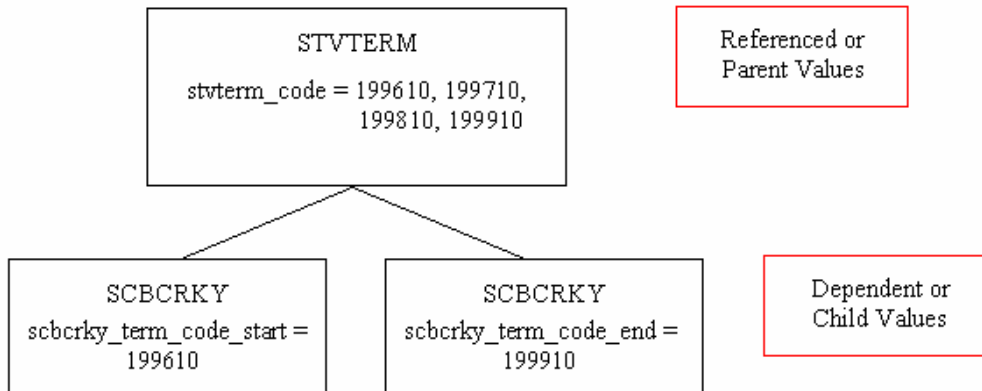 STVTERM
stvterm_code = 199610, 199710,
199810, 199910
Referenced or
Parent Values
SCBCRKY
scbcrky_term_code_start =
199610
SCBCRKY
scbcrky_term_code_end =
199910
Dependent or
Child Values